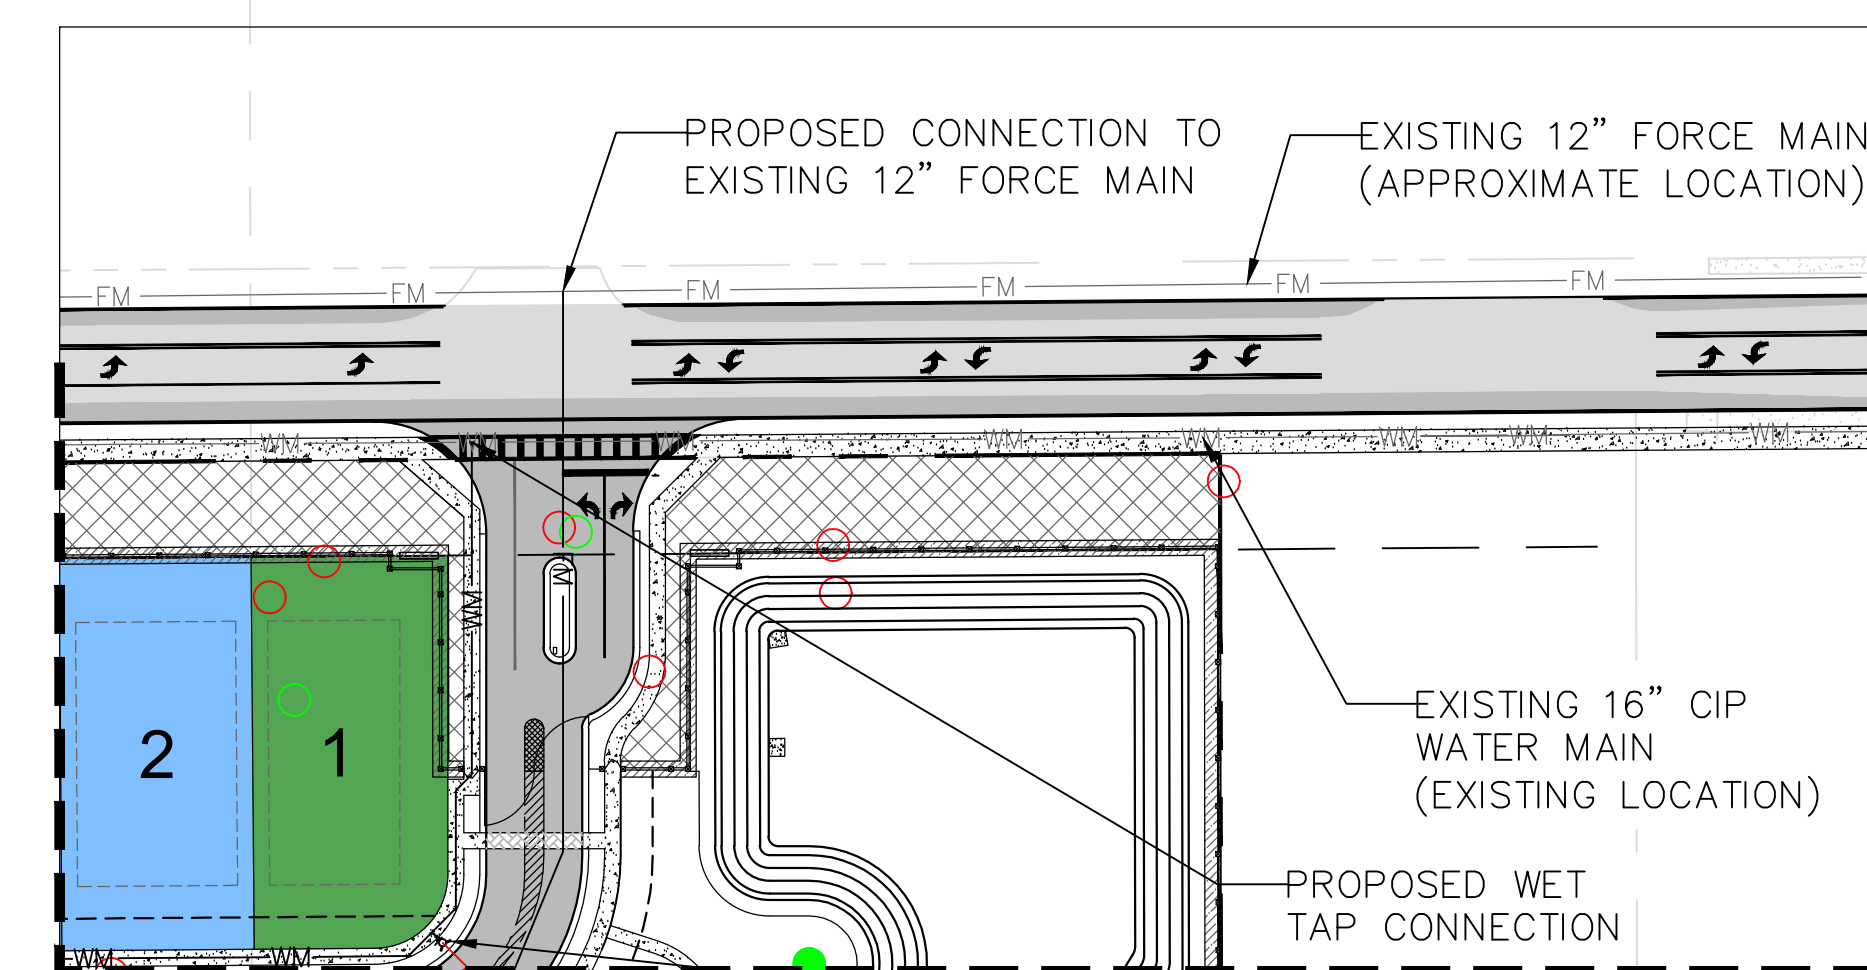 PROPOSED CONNECTION TO
EXISTING 12” FORCE MAIN
EXISTING 12” FORCE MAIN
(APPROXIMATE LOCATION)
FM FM FM FM FM FM
WM WM WM WM WM WM WM WM
FM
WM
2 1
EXISTING 16” CIP
WATER MAIN
(EXISTING LOCATION)
PROPOSED WET
TAP CONNECTION
WM WM